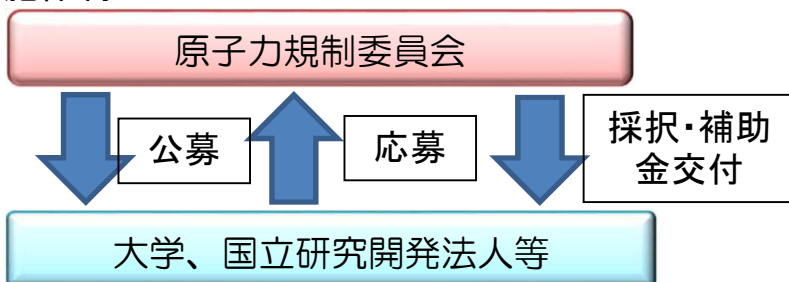 原子力規制委員会
公募
応募
採択・補助
金交付
大学、国立研究開発法人等